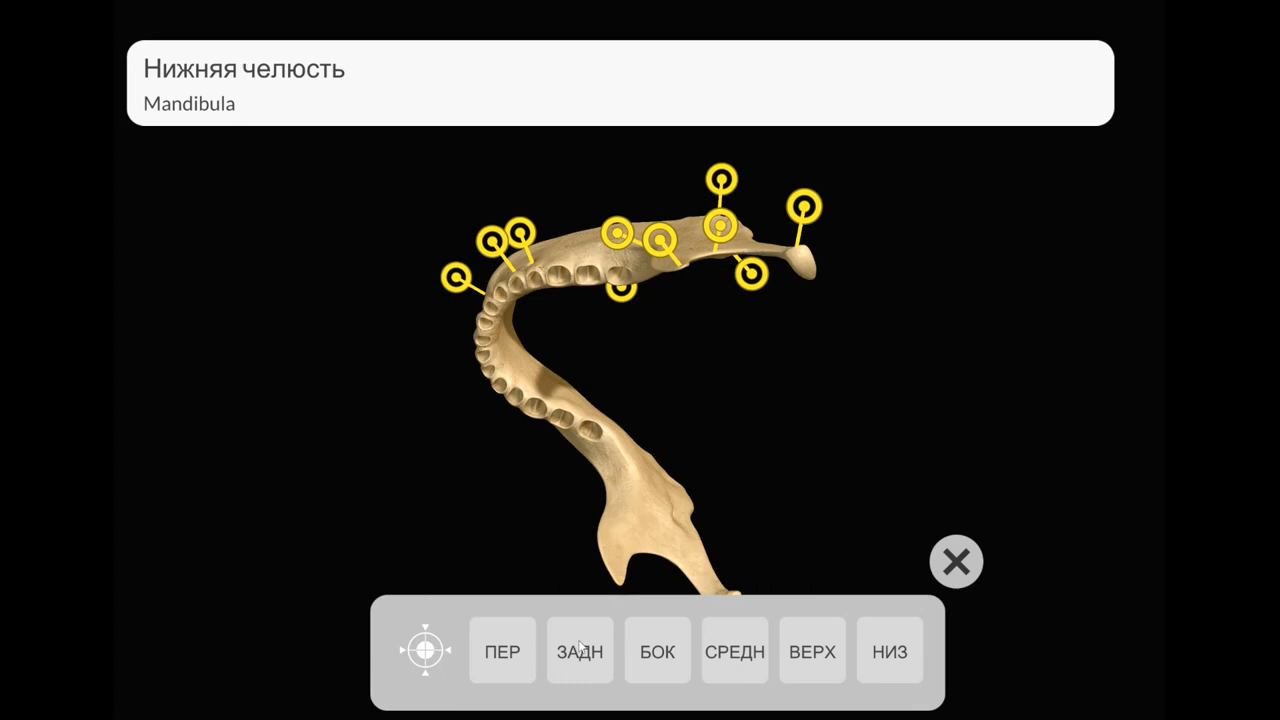 Нижняя челюсть
Mandibula
ПЕР ЗАДН БОК СРЕДН ВЕРХ НИЗ